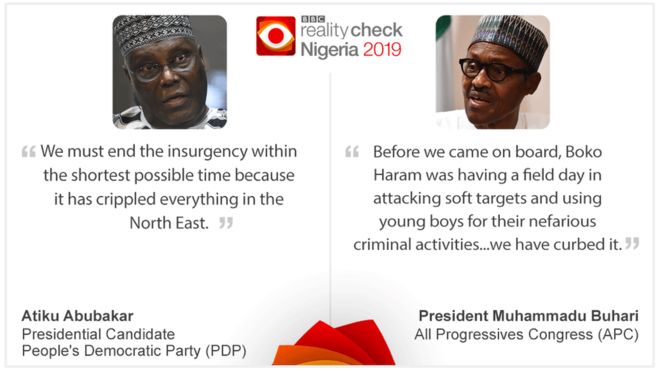 BBC
reality check
Nigeria 2019
“ We must end the insurgency within
the shortest possible time because
it has crippled everything in the
North East. ”
Atiku Abubakar
Presidential Candidate
People's Democratic Party (PDP)
“ Before we came on board, Boko
Haram was having a field day in
attacking soft targets and using
young boys for their nefarious
criminal activities...we have curbed it. ”
President Muhammadu Buhari
All Progressives Congress (APC)